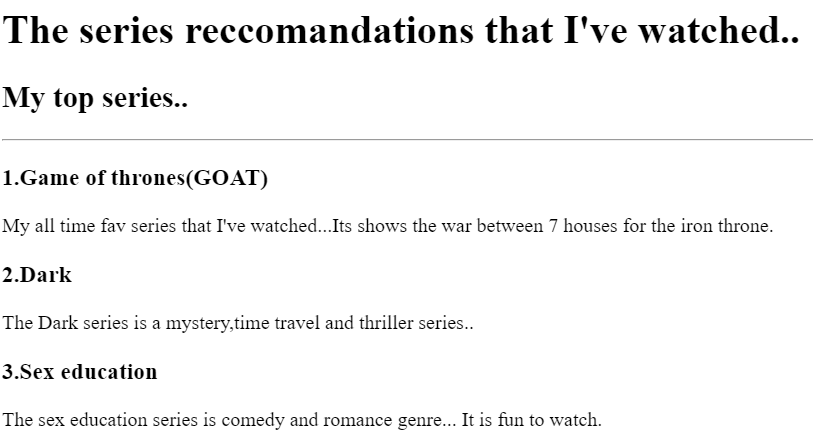 The series reccomandations that I've watched..
My top series..
1.Game of thrones(GOAT)
My all time fav series that I've watched...Its shows the war between 7 houses for the iron throne.
2.Dark
The Dark series is a mystery,time travel and thriller series..
3.Sex education
The sex education series is comedy and romance genre... It is fun to watch.